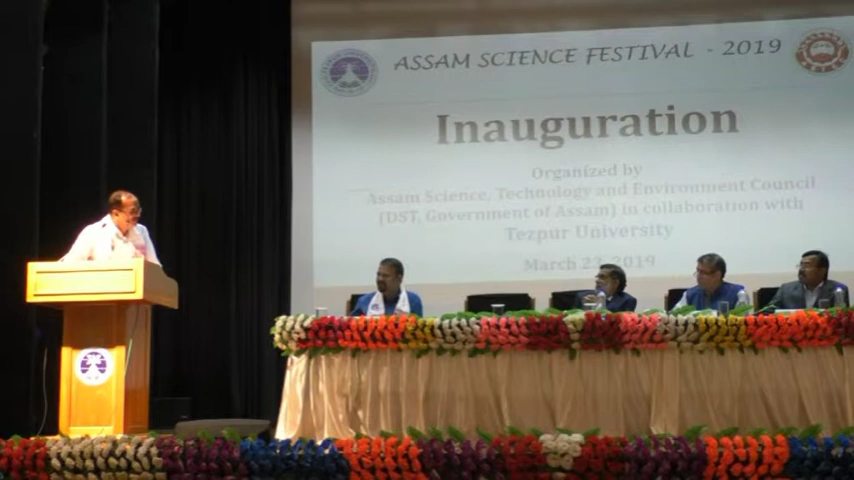 ASSAM SCIENCE FESTIVAL - 2019
Inauguration
Organized by
Assam Science, Technology and Environment Council
(DST, Government of Assam) in collaboration with
Tezpur University
March 23, 2019